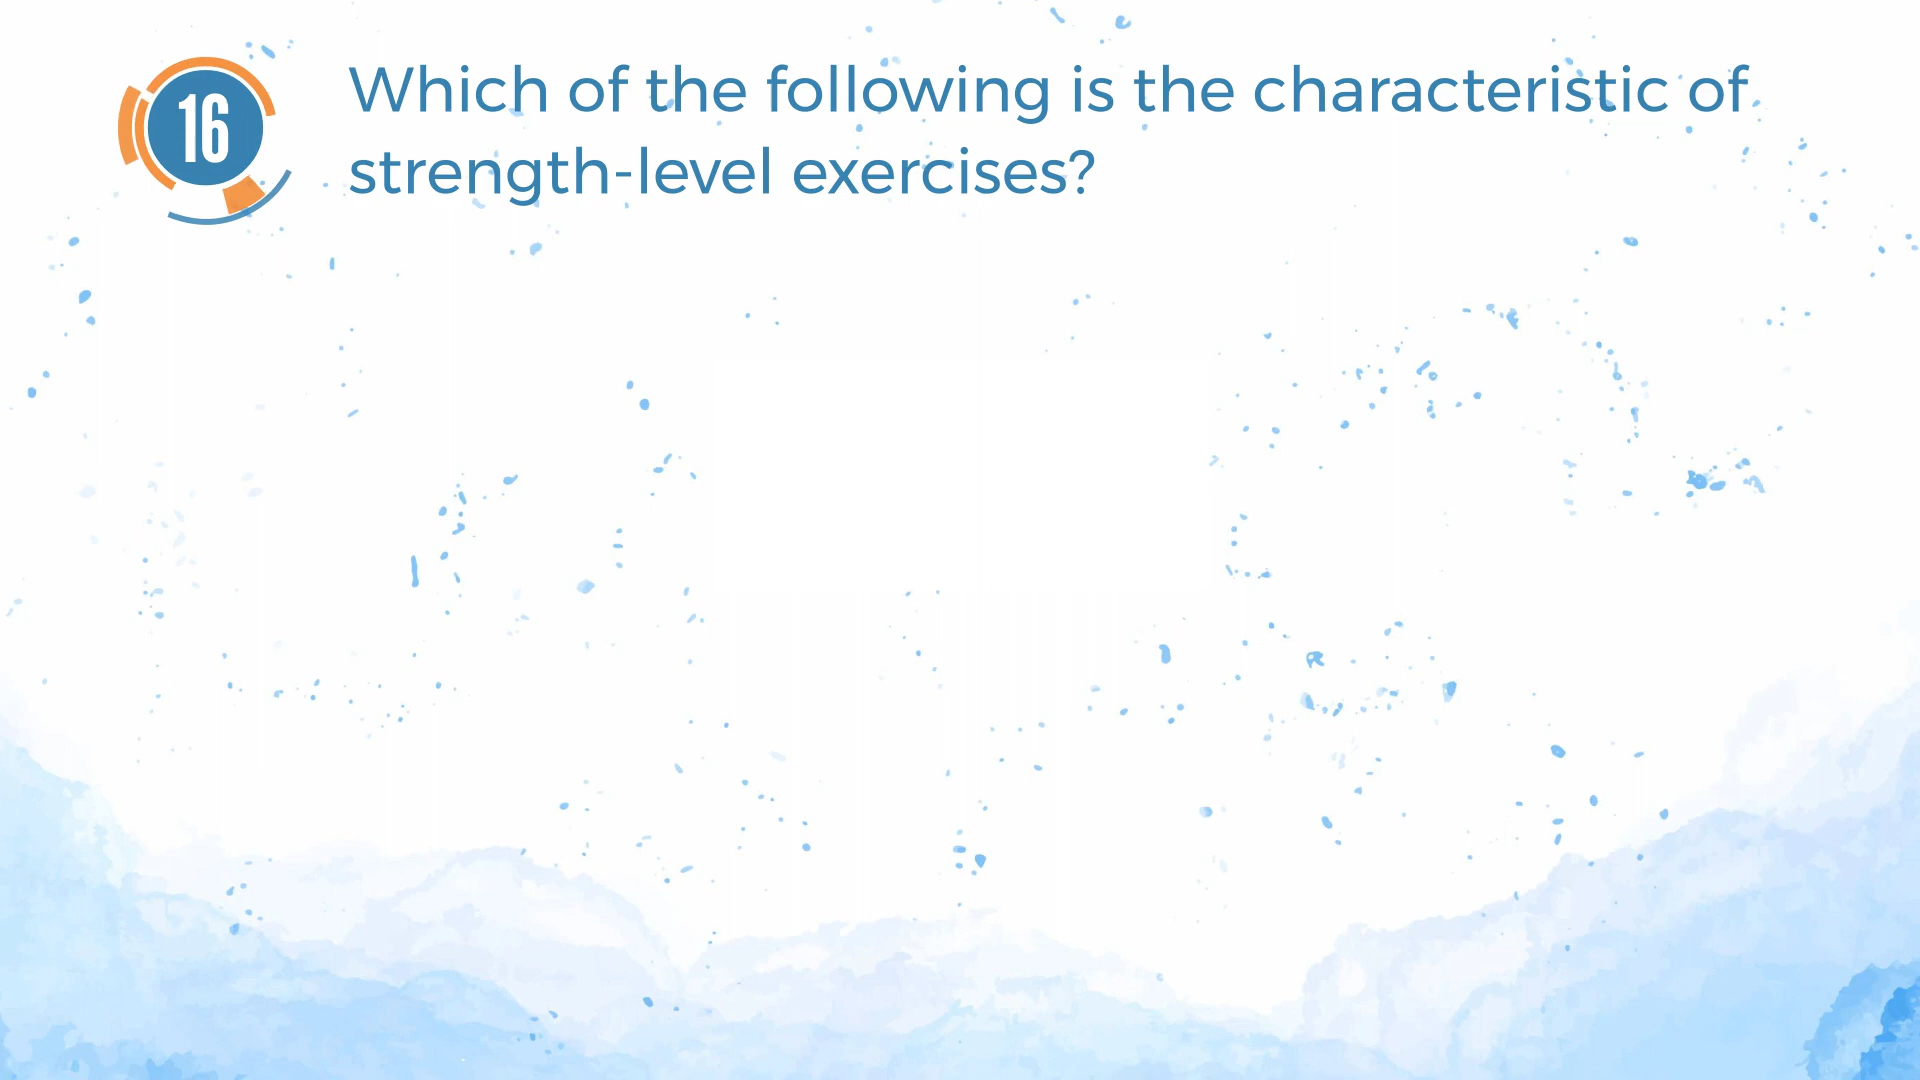 16
Which of the following is the characteristic of
strength-level exercises?